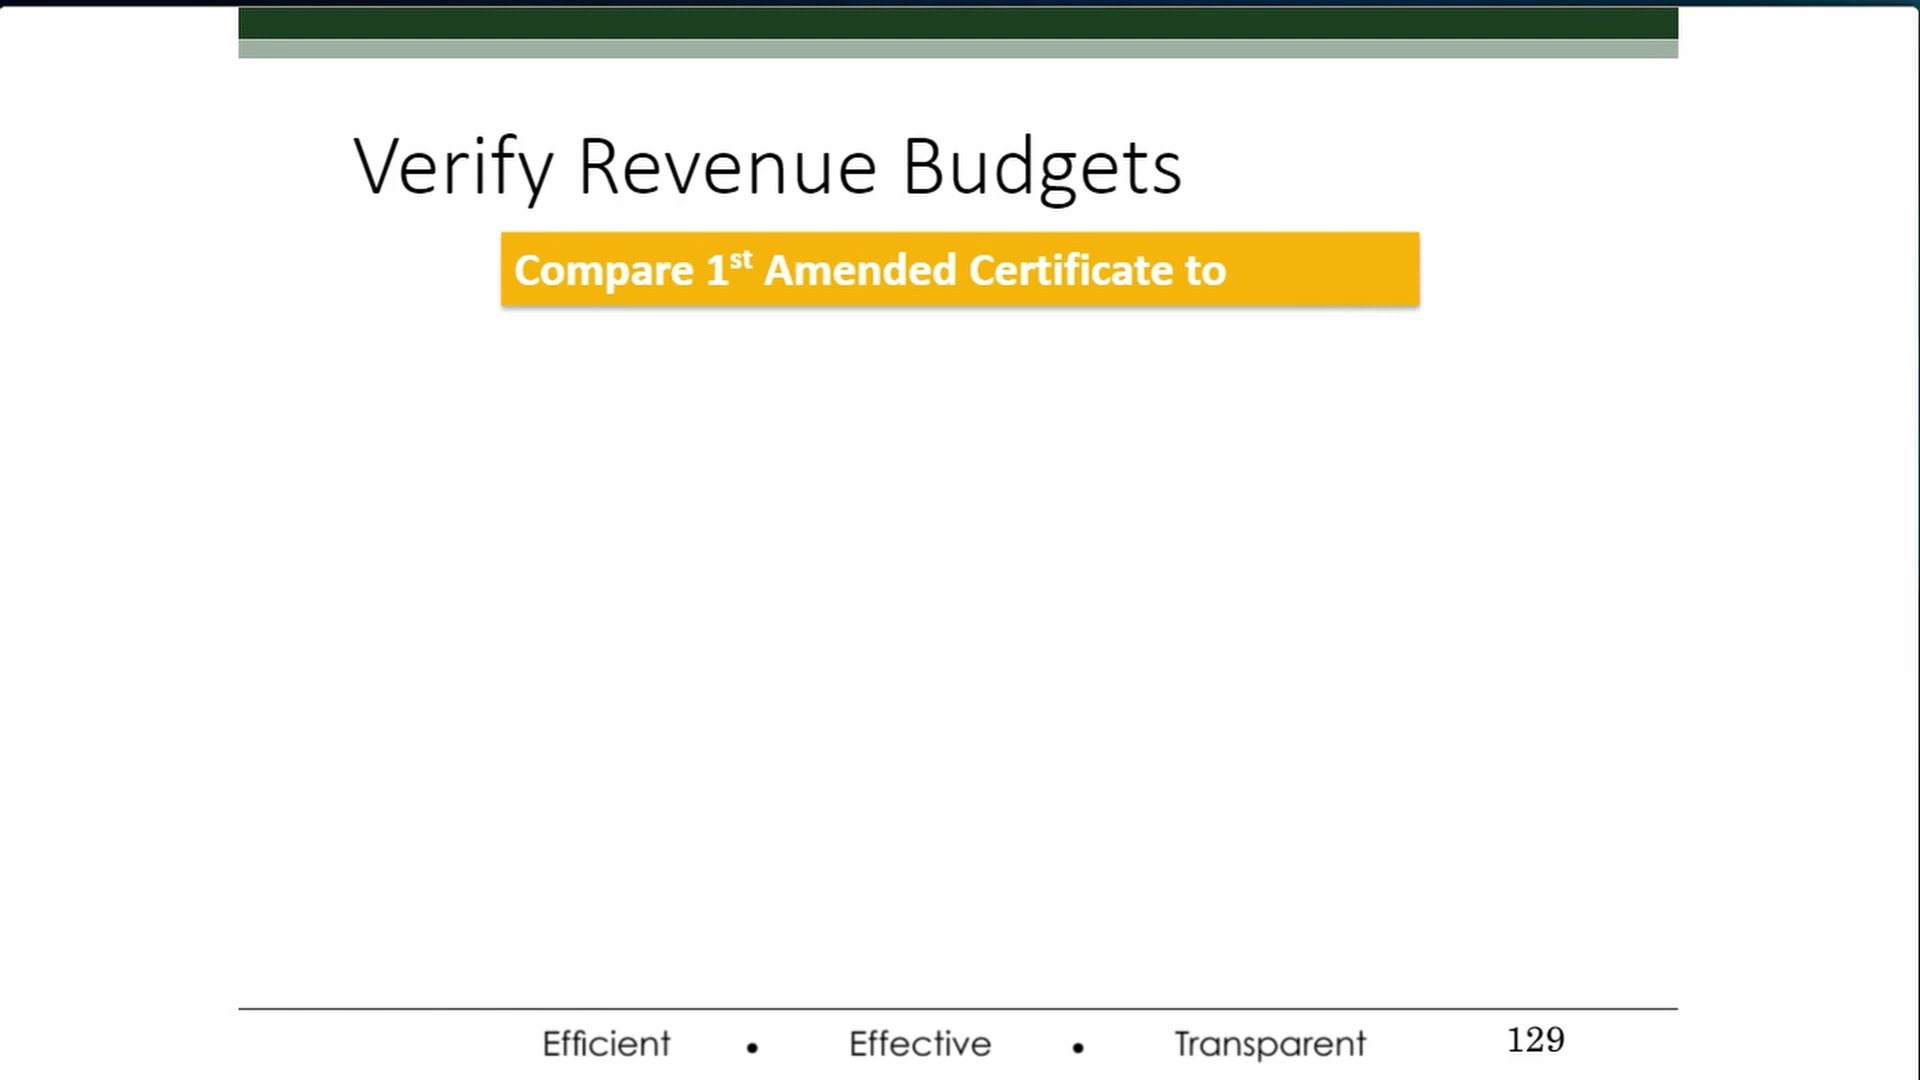 Verify Revenue Budgets
Compare 1st Amended Certificate to
Efficient • Effective • Transparent 129